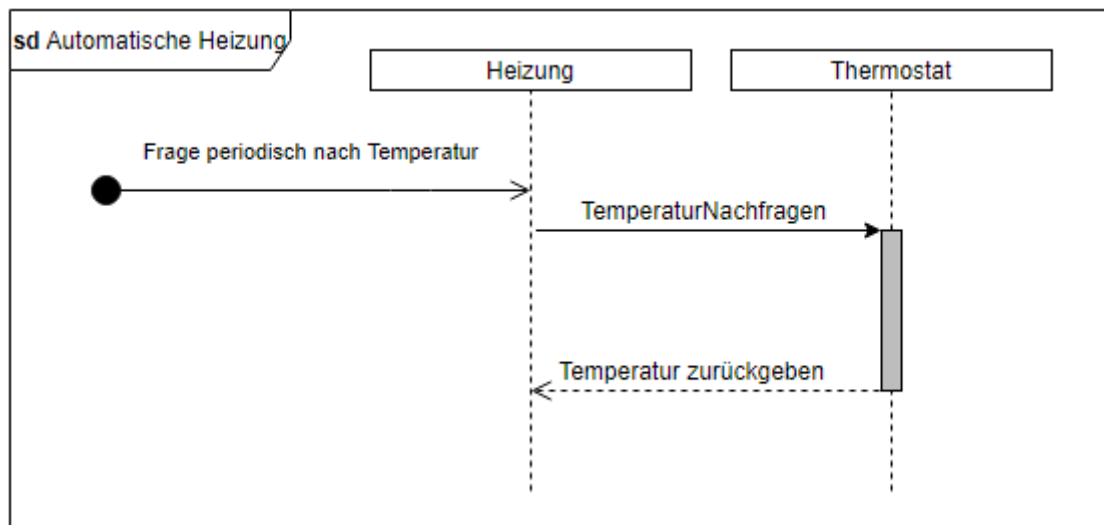 sd Automatische Heizung
Heizung
Thermostat
Frage periodisch nach Temperatur
TemperaturNachfragen
Temperatur zurückgeben